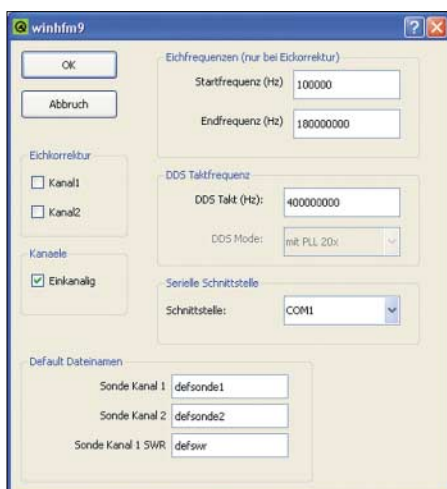 winhfm9
OK
Abbruch
Eichfrequenzen (nur bei Eickorrektur)
Startfrequenz (Hz) 100000
Endfrequenz (Hz) 180000000
Eichkorrektur
Kanal1
Kanal2
DDS Taktfrequenz
DDS Takt (Hz): 400000000
DDS Mode: mit PLL 20x
Kanaele
Einkanalig
Serielle Schnittstelle
Schnittstelle: COM1
Default Dateinamen
Sonde Kanal 1 defsonde1
Sonde Kanal 2 defsonde2
Sonde Kanal 1 SWR defswr